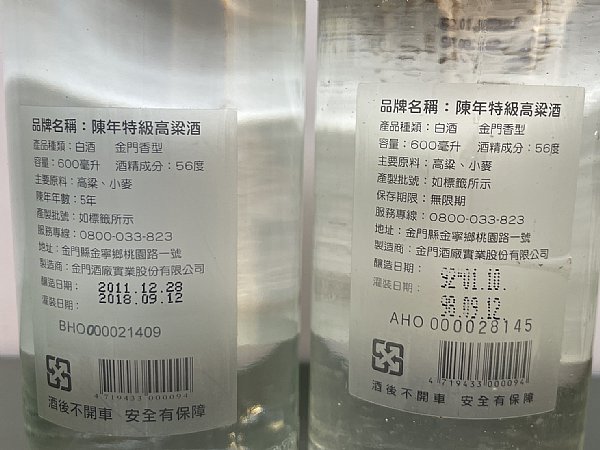 品牌名稱：陳年特級高粱酒
產品種類：白酒 金門香型
容量：600毫升 酒精成分：56度
主要原料：高粱、小麥
陳年年數：5年
產製批號：如標籤所示
服務專線：0800-033-823
地址：金門縣金寧鄉桃園路一號
製造商：金門酒廠實業股份有限公司
釀造日期：2011.12.28
灌裝日期：2018.09.12
BHO000021409
4 719433 000094
酒後不開車 安全有保障
品牌名稱：陳年特級高粱酒
產品種類：白酒 金門香型
容量：600毫升 酒精成分：56度
主要原料：高粱、小麥
產製批號：如標籤所示
保存期限：無限期
服務專線：0800-033-823
地址：金門縣金寧鄉桃園路一號
製造商：金門酒廠實業股份有限公司
釀造日期：92.01.10.
灌裝日期：98.09.12.
AHO 000028145
4 719433 000094
酒後不開車 安全有保障